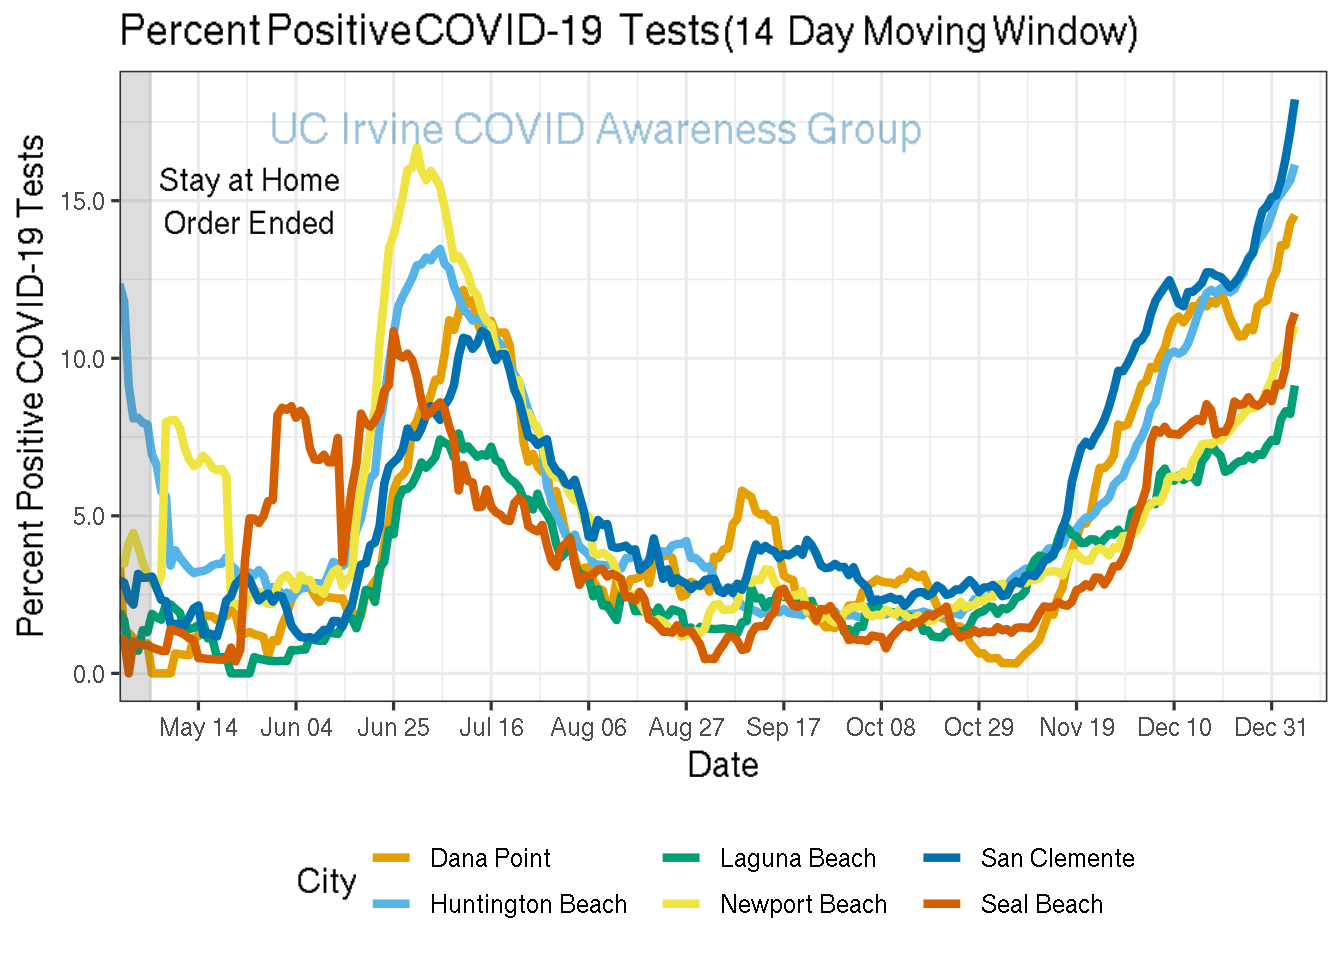 Percent Positive COVID-19 Tests(14 Day Moving Window)
UC Irvine COVID Awareness Group
Stay at Home
Order Ended
Percent Positive COVID-19 Tests
15.0
10.0
5.0
0.0
May 14 Jun 04 Jun 25 Jul 16 Aug 06 Aug 27 Sep 17 Oct 08 Oct 29 Nov 19 Dec 10 Dec 31
Date
City
Dana Point Laguna Beach San Clemente
Huntington Beach Newport Beach Seal Beach